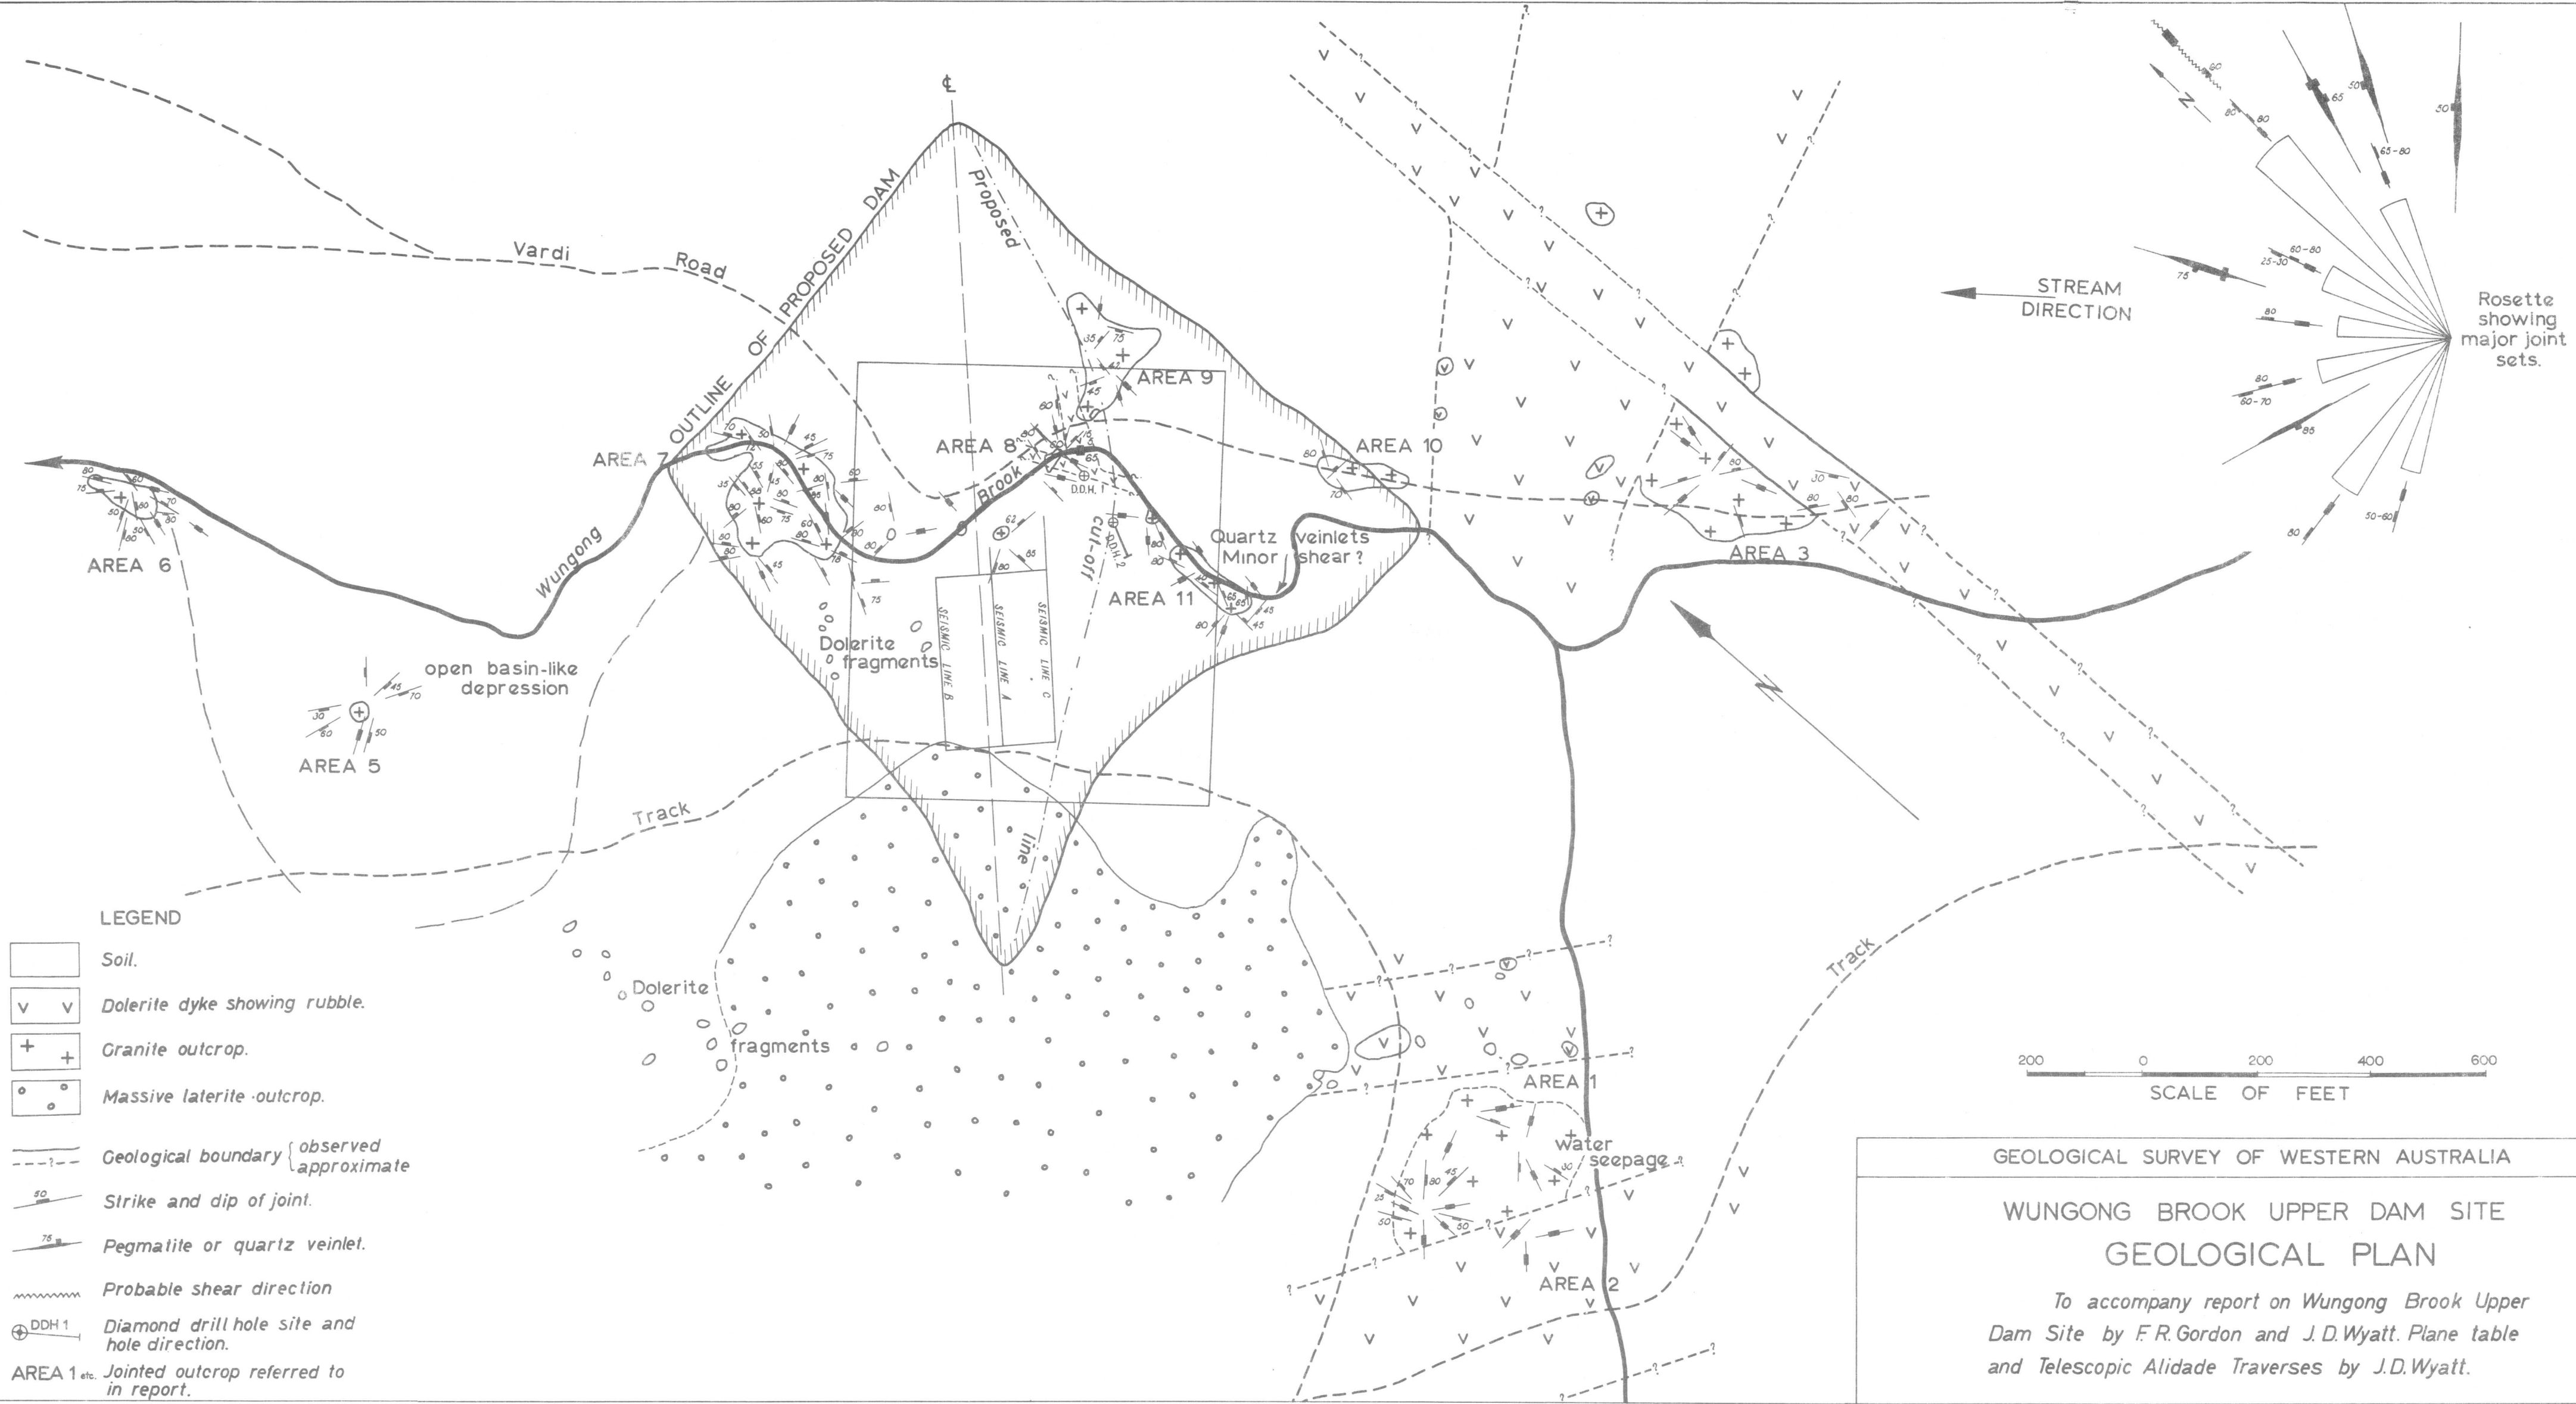 ℄
OUTLINE OF PROPOSED DAM
Proposed
cut-off
line
Vardi Road
Wungong
Brook
STREAM
DIRECTION
N
Rosette
showing
major joint
sets.
AREA 9
AREA 8
AREA 10
AREA 7
AREA 6
AREA 5
AREA 3
AREA 11
D.D.H. 1
D.D.H. 2
Quartz veinlets
Minor shear ?
SEISMIC LINE B
SEISMIC LINE A
SEISMIC LINE C
Dolerite
fragments
open basin-like
depression
N
Track
Track
Dolerite
fragments
AREA 1
water
seepage
AREA 2
LEGEND
Soil.
Dolerite dyke showing rubble.
Granite outcrop.
Massive laterite outcrop.
Geological boundary { observed
approximate
50 Strike and dip of joint.
75 Pegmatite or quartz veinlet.
Probable shear direction
DDH 1 Diamond drill hole site and
hole direction.
AREA 1 etc. Jointed outcrop referred to
in report.
200 0 200 400 600
SCALE OF FEET
GEOLOGICAL SURVEY OF WESTERN AUSTRALIA
WUNGONG BROOK UPPER DAM SITE
GEOLOGICAL PLAN
To accompany report on Wungong Brook Upper
Dam Site by F. R. Gordon and J. D. Wyatt. Plane table
and Telescopic Alidade Traverses by J. D. Wyatt.